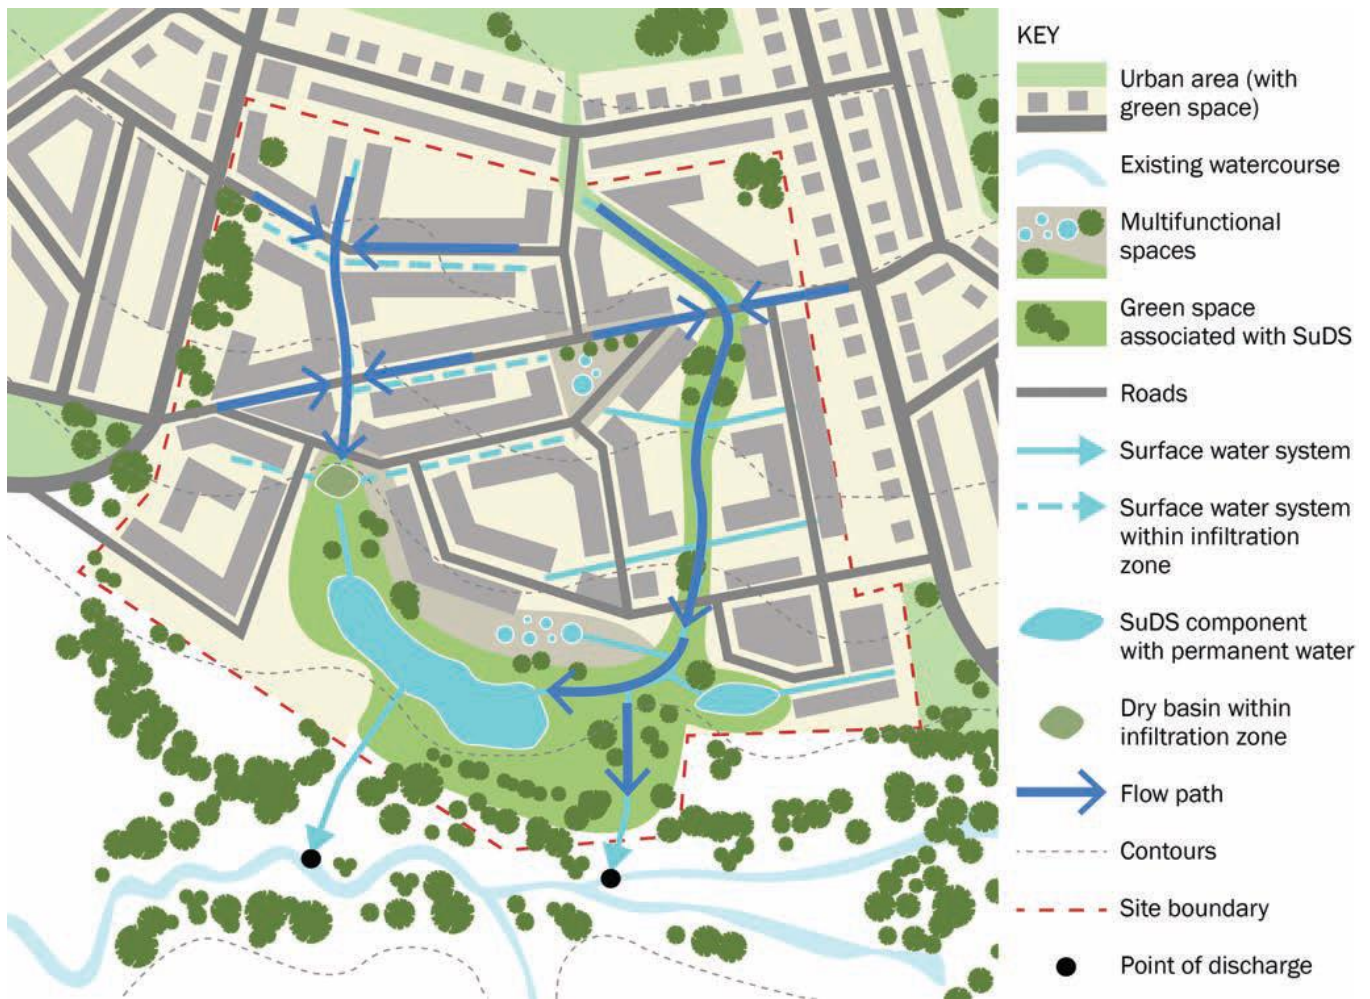 KEY
Urban area (with
green space)
Existing watercourse
Multifunctional
spaces
Green space
associated with SuDS
Roads
Surface water system
Surface water system
within infiltration
zone
SuDS component
with permanent water
Dry basin within
infiltration zone
Flow path
Contours
Site boundary
Point of discharge